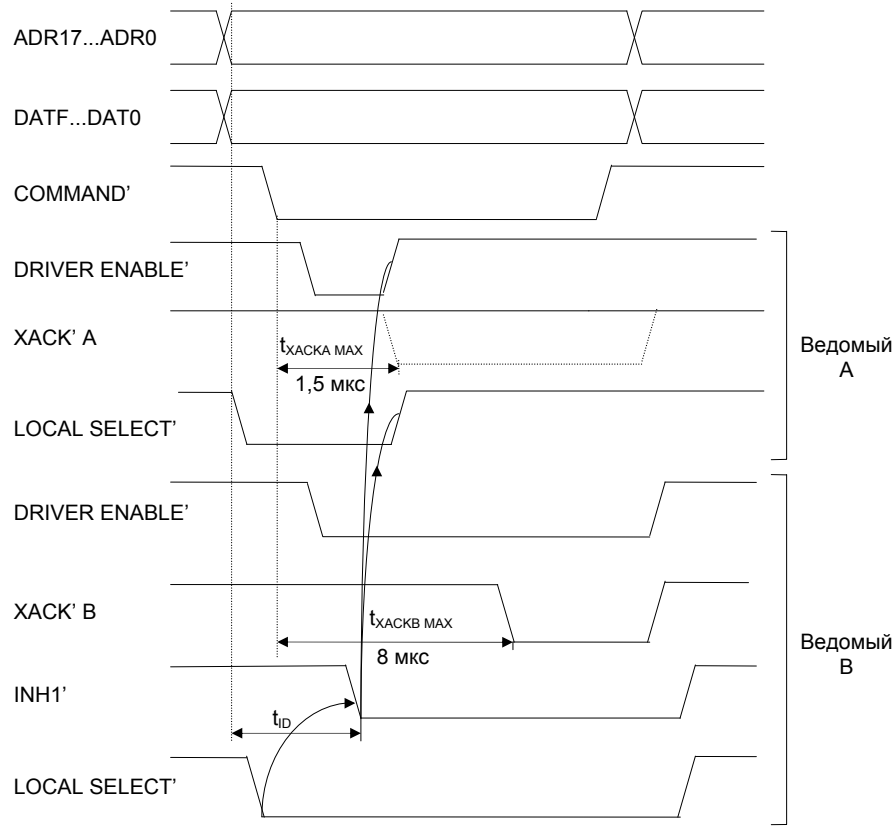 ADR17...ADR0
DATF...DAT0
COMMAND’
DRIVER ENABLE’
XACK’ A
tXACKA MAX
1,5 мкс
LOCAL SELECT’
Ведомый
А
DRIVER ENABLE’
XACK’ B
tXACKB MAX
8 мкс
INH1’
tID
LOCAL SELECT’
Ведомый
В